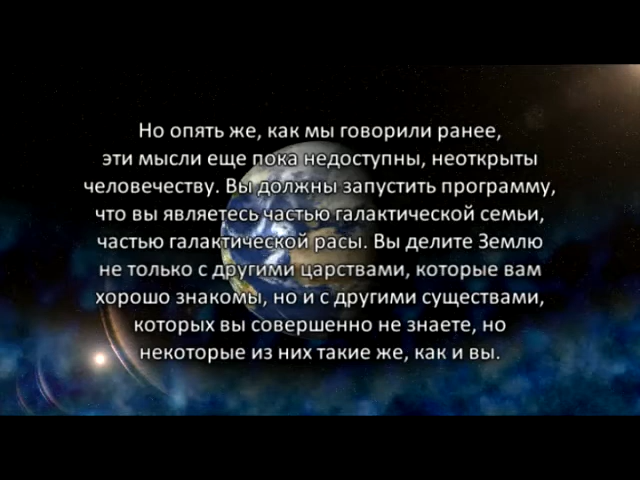 Но опять же, как мы говорили ранее,
эти мысли еще пока недоступны, неоткрыты
человечеству. Вы должны запустить программу,
что вы являетесь частью галактической семьи,
частью галактической расы. Вы делите Землю
не только с другими царствами, которые вам
хорошо знакомы, но и с другими существами,
которых вы совершенно не знаете, но
некоторые из них такие же, как и вы.